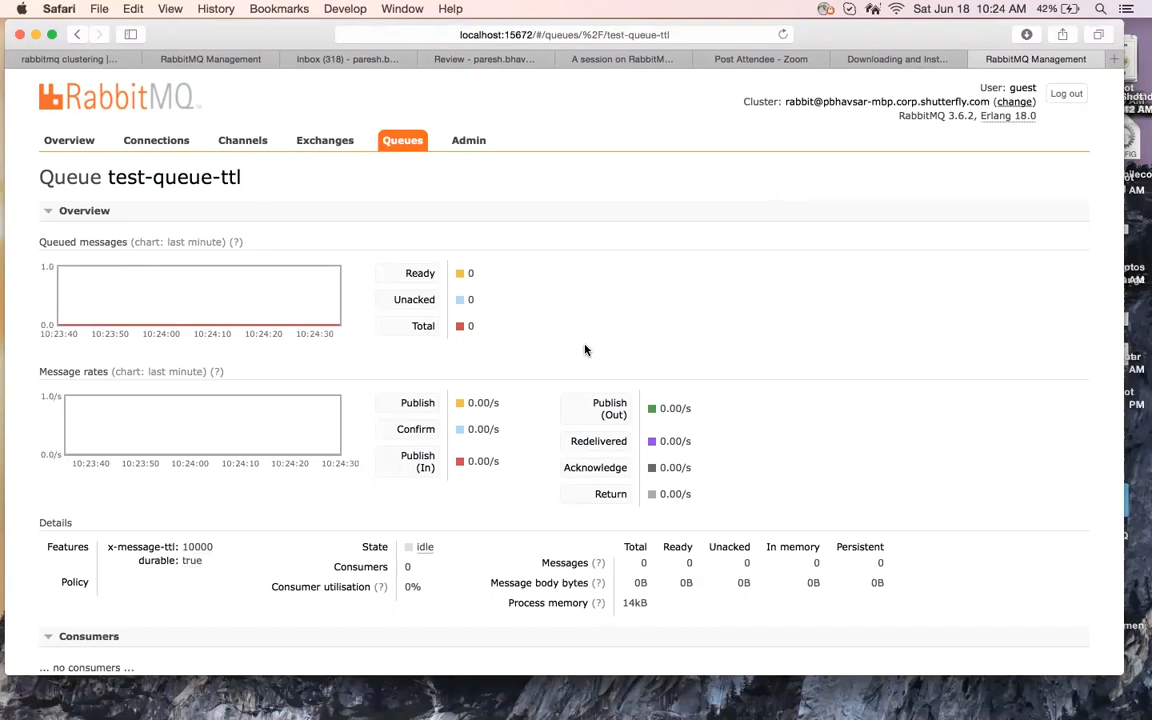 Safari File Edit View History Bookmarks Develop Window Help Sat Jun 18 10:24 AM 42%
localhost:15672/#/queues/%2F/test-queue-ttl
rabbitmq clustering |... RabbitMQ Management Inbox (318) - paresh.b... Review - paresh.bhav... A session on RabbitM... Post Attendee - Zoom Downloading and Inst... RabbitMQ Management
RabbitMQ
User: guest
Log out
Cluster: rabbit@pbhavsar-mbp.corp.shutterfly.com (change)
RabbitMQ 3.6.2, Erlang 18.0
Overview Connections Channels Exchanges Queues Admin
Queue test-queue-ttl
Overview
Queued messages (chart: last minute) (?)
1.0
0.0
10:23:40 10:23:50 10:24:00 10:24:10 10:24:20 10:24:30
Ready 0
Unacked 0
Total 0
Message rates (chart: last minute) (?)
1.0/s
0.0/s
10:23:40 10:23:50 10:24:00 10:24:10 10:24:20 10:24:30
Publish 0.00/s
Confirm 0.00/s
Publish (In) 0.00/s
Publish (Out) 0.00/s
Redelivered 0.00/s
Acknowledge 0.00/s
Return 0.00/s
Details
Features x-message-ttl: 10000
durable: true
Policy
State idle
Consumers 0
Consumer utilisation (?) 0%
Total Ready Unacked In memory Persistent
Messages (?) 0 0 0 0 0
Message body bytes (?) 0B 0B 0B 0B 0B
Process memory (?) 14kB
Consumers
... no consumers ...